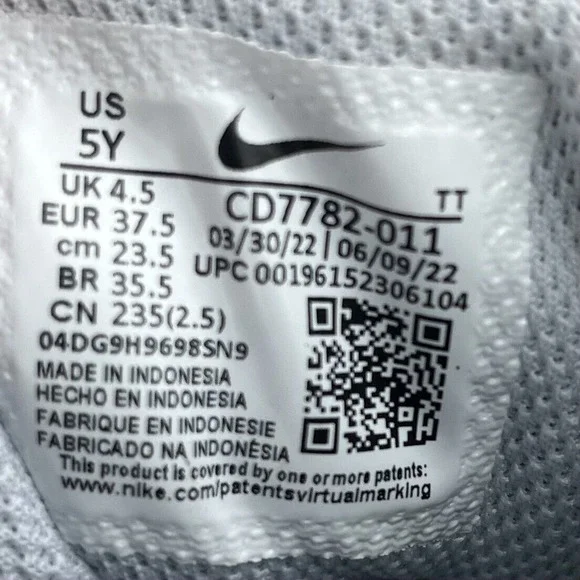 US
5Y
UK 4.5
EUR 37.5
cm 23.5
BR 35.5
CN 235(2.5)
TT
CD7782-011
03/30/22 | 06/09/22
UPC 00196152306104
04DG9H9698SN9
MADE IN INDONESIA
HECHO EN INDONESIA
FABRIQUE EN INDONESIE
FABRICADO NA INDONÉSIA
This product is covered by one or more patents:
www.nike.com/patentsvirtualmarking